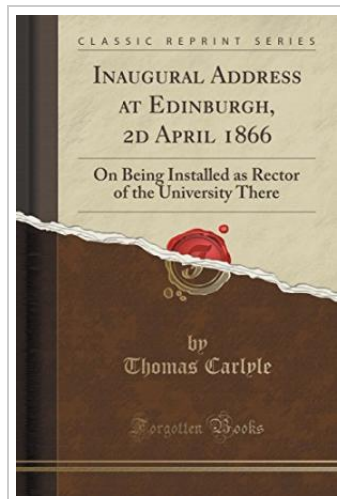 CLASSIC REPRINT SERIES
INAUGURAL ADDRESS
AT EDINBURGH,
2D APRIL 1866
On Being Installed as Rector
of the University There
by
Thomas Carlyle
Forgotten Books